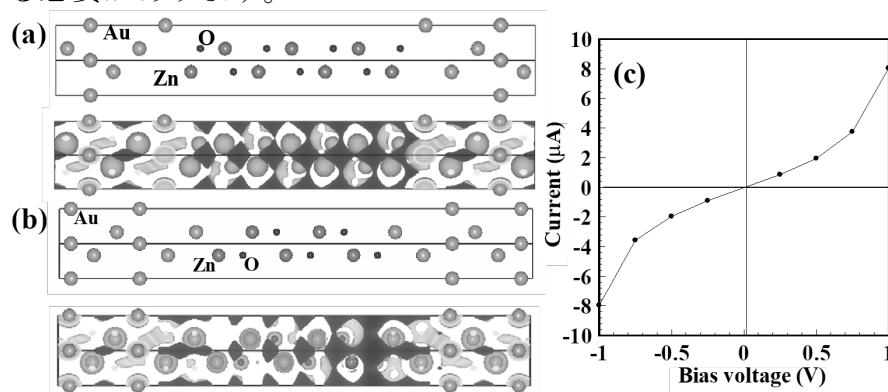 (a)
Au
O
Zn
(b)
Au
Zn
O
(c)
10
8
6
4
2
0
-2
-4
-6
-8
-10
Current (μA)
-1
-0.5
0
0.5
1
Bias voltage (V)